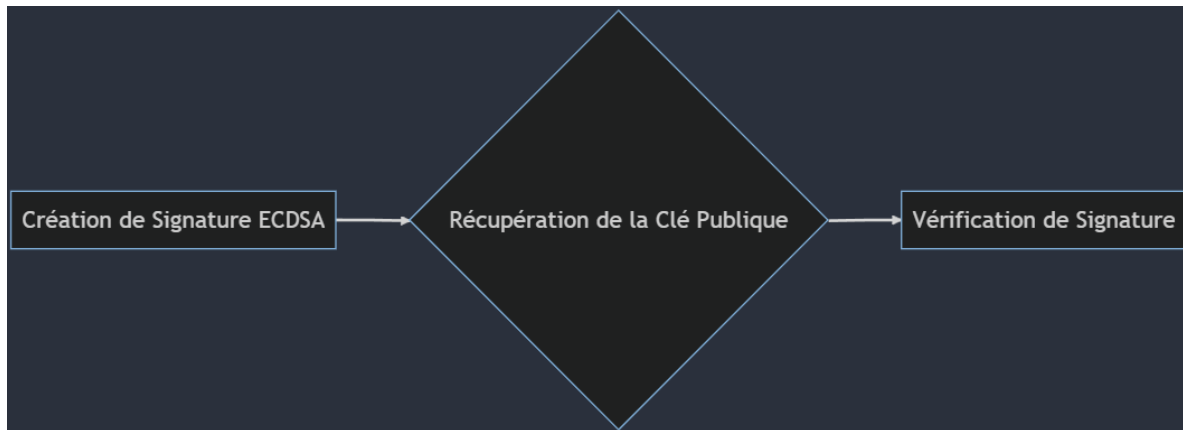 Création de Signature ECDSA
Récupération de la Clé Publique
Vérification de Signature